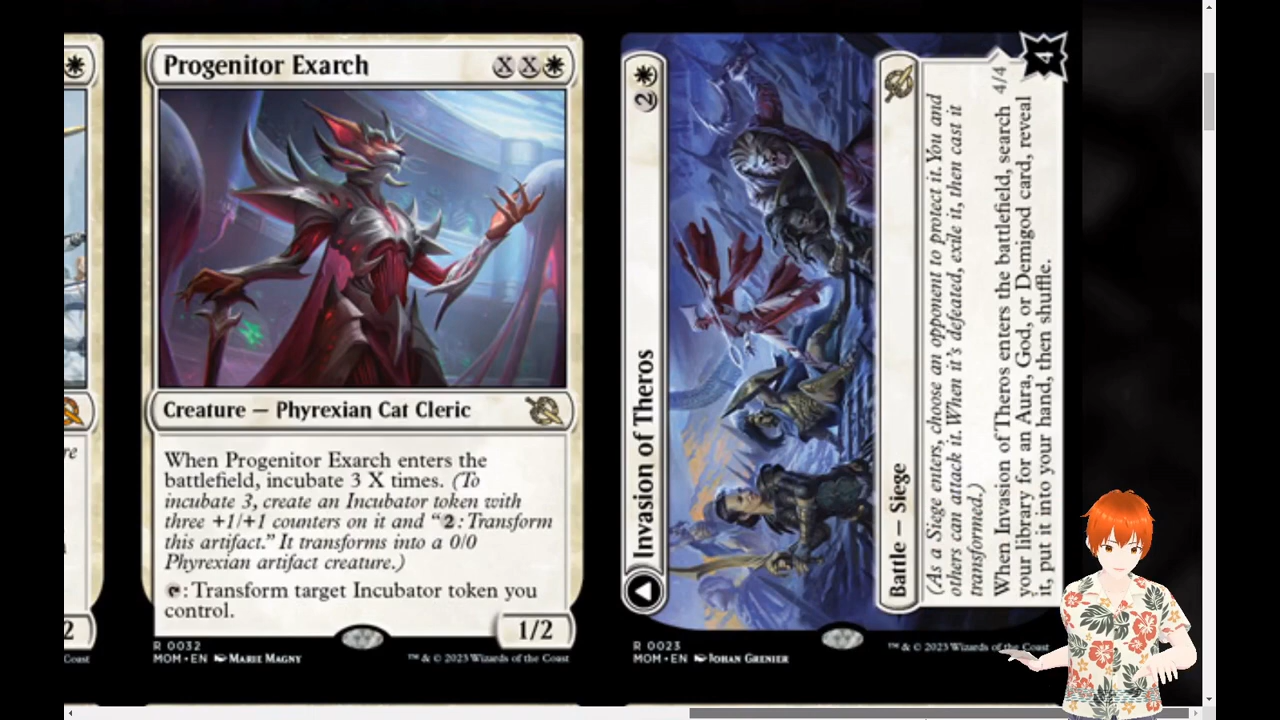 re
2
Coast
Progenitor Exarch
X X
Creature — Phyrexian Cat Cleric
When Progenitor Exarch enters the
battlefield, incubate 3 X times. (To
incubate 3, create an Incubator token with
three +1/+1 counters on it and “2: Transform
this artifact.” It transforms into a 0/0
Phyrexian artifact creature.)
: Transform target Incubator token you
control.
1/2
R 0032
MOM • EN Marie Magny
™ & © 2023 Wizards of the Coast
Invasion of Theros
2
Battle — Siege
(As a Siege enters, choose an opponent to protect it. You and
others can attack it. When it’s defeated, exile it, then cast it
transformed.)
When Invasion of Theros enters the battlefield, search
your library for an Aura, God, or Demigod card, reveal
it, put it into your hand, then shuffle.
4/4
4
R 0023
MOM • EN Johan Grenier
™ & © 2023 Wizards of the Coast